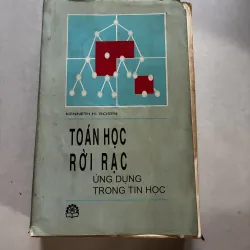 KENNETH H. ROSEN
TOÁN HỌC
RỜI RẠC
ỨNG DỤNG
TRONG TIN HỌC